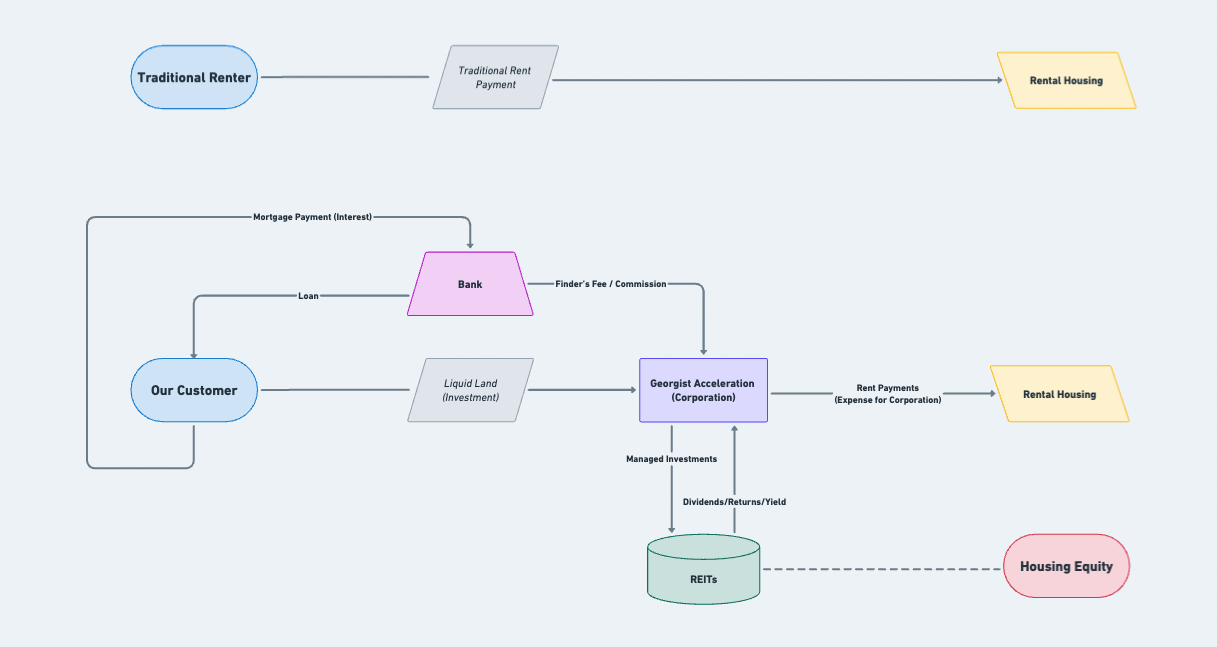 Traditional Renter
Traditional Rent
Payment
Rental Housing
Mortgage Payment (Interest)
Bank
Finder's Fee / Commission
Loan
Our Customer
Liquid Land
(Investment)
Georgist Acceleration
(Corporation)
Rent Payments
(Expense for Corporation)
Rental Housing
Managed Investments
Dividends/Returns/Yield
REITs
Housing Equity